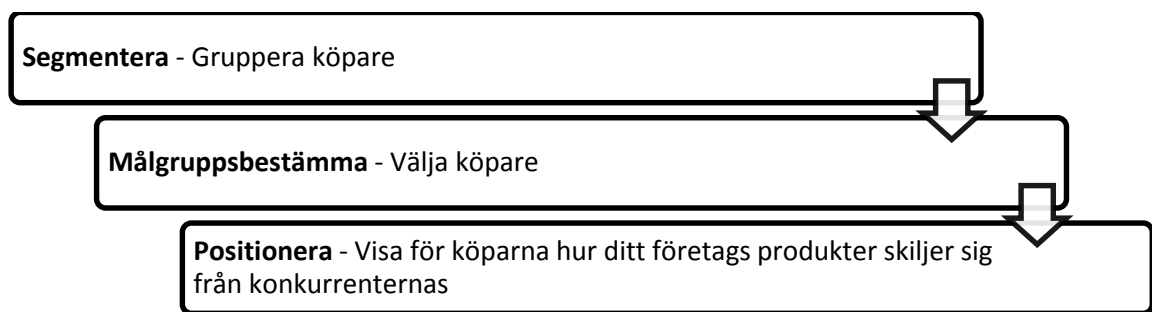 Segmentera - Gruppera köpare
Målgruppsbestämma - Välja köpare
Positionera - Visa för köparna hur ditt företags produkter skiljer sig
från konkurrenternas